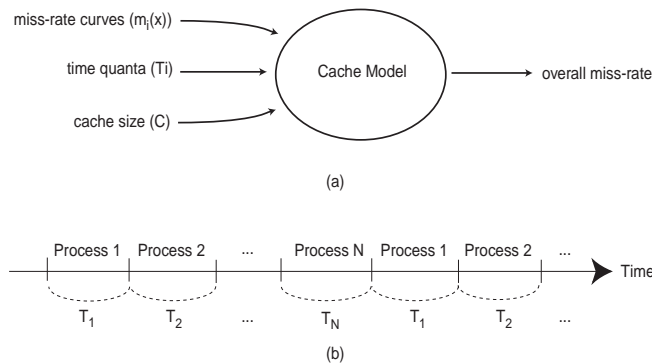 miss-rate curves (mi(x))
time quanta (Ti)
Cache Model
overall miss-rate
cache size (C)
(a)
Process 1 Process 2 ... Process N Process 1 Process 2 ...
Time
T1 T2 ... TN T1 T2 ...
(b)